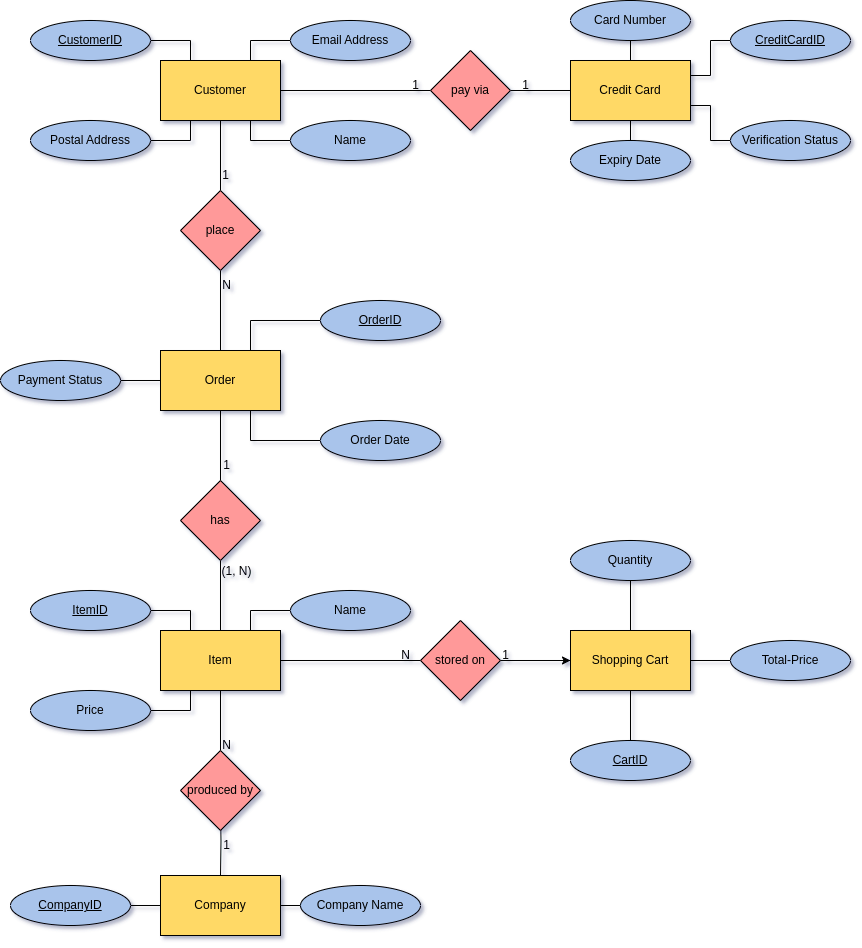 Card Number
CustomerID
Email Address
CreditCardID
Customer
1
pay via
1
Credit Card
Postal Address
Name
Expiry Date
Verification Status
1
place
N
OrderID
Payment Status
Order
Order Date
1
has
(1, N)
Quantity
ItemID
Name
Item
N
stored on
1
Shopping Cart
Total-Price
Price
N
CartID
produced by
1
CompanyID
Company
Company Name